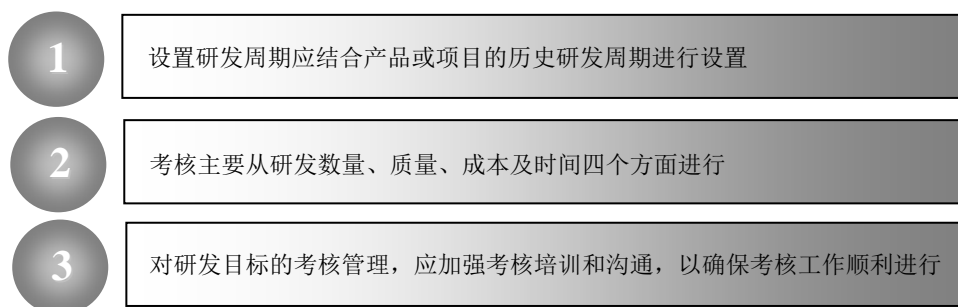 1
设置研发周期应结合产品或项目的历史研发周期进行设置
2
考核主要从研发数量、质量、成本及时间四个方面进行
3
对研发目标的考核管理，应加强考核培训和沟通，以确保考核工作顺利进行